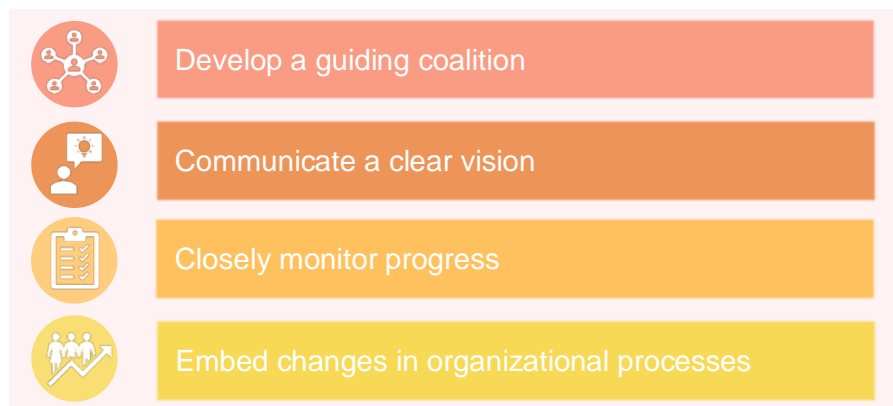 Develop a guiding coalition
Communicate a clear vision
Closely monitor progress
Embed changes in organizational processes